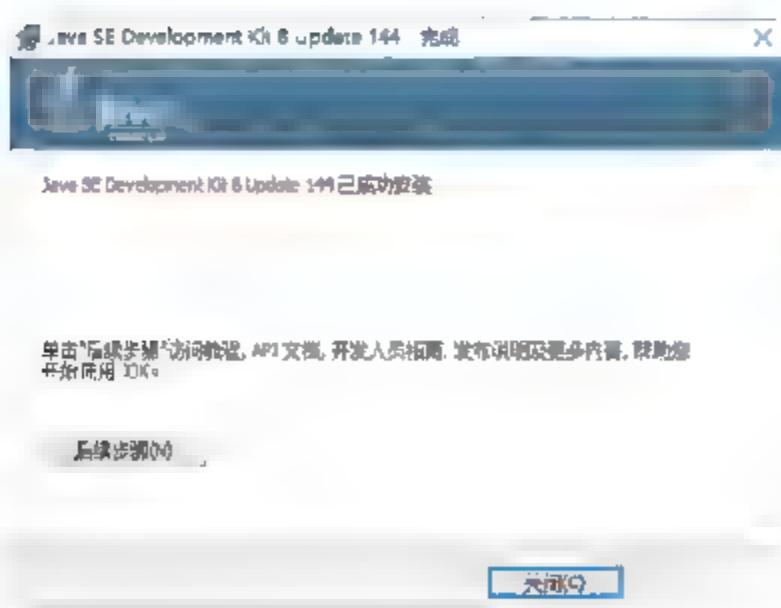 Java SE Development Kit 8 Update 144 - 完成
Java SE Development Kit 8 Update 144 已成功安装
单击"后续步骤"访问教程, API 文档, 开发人员指南, 发布说明及更多内容, 帮助您
开始使用 JDK。
后续步骤(N)
关闭(C)